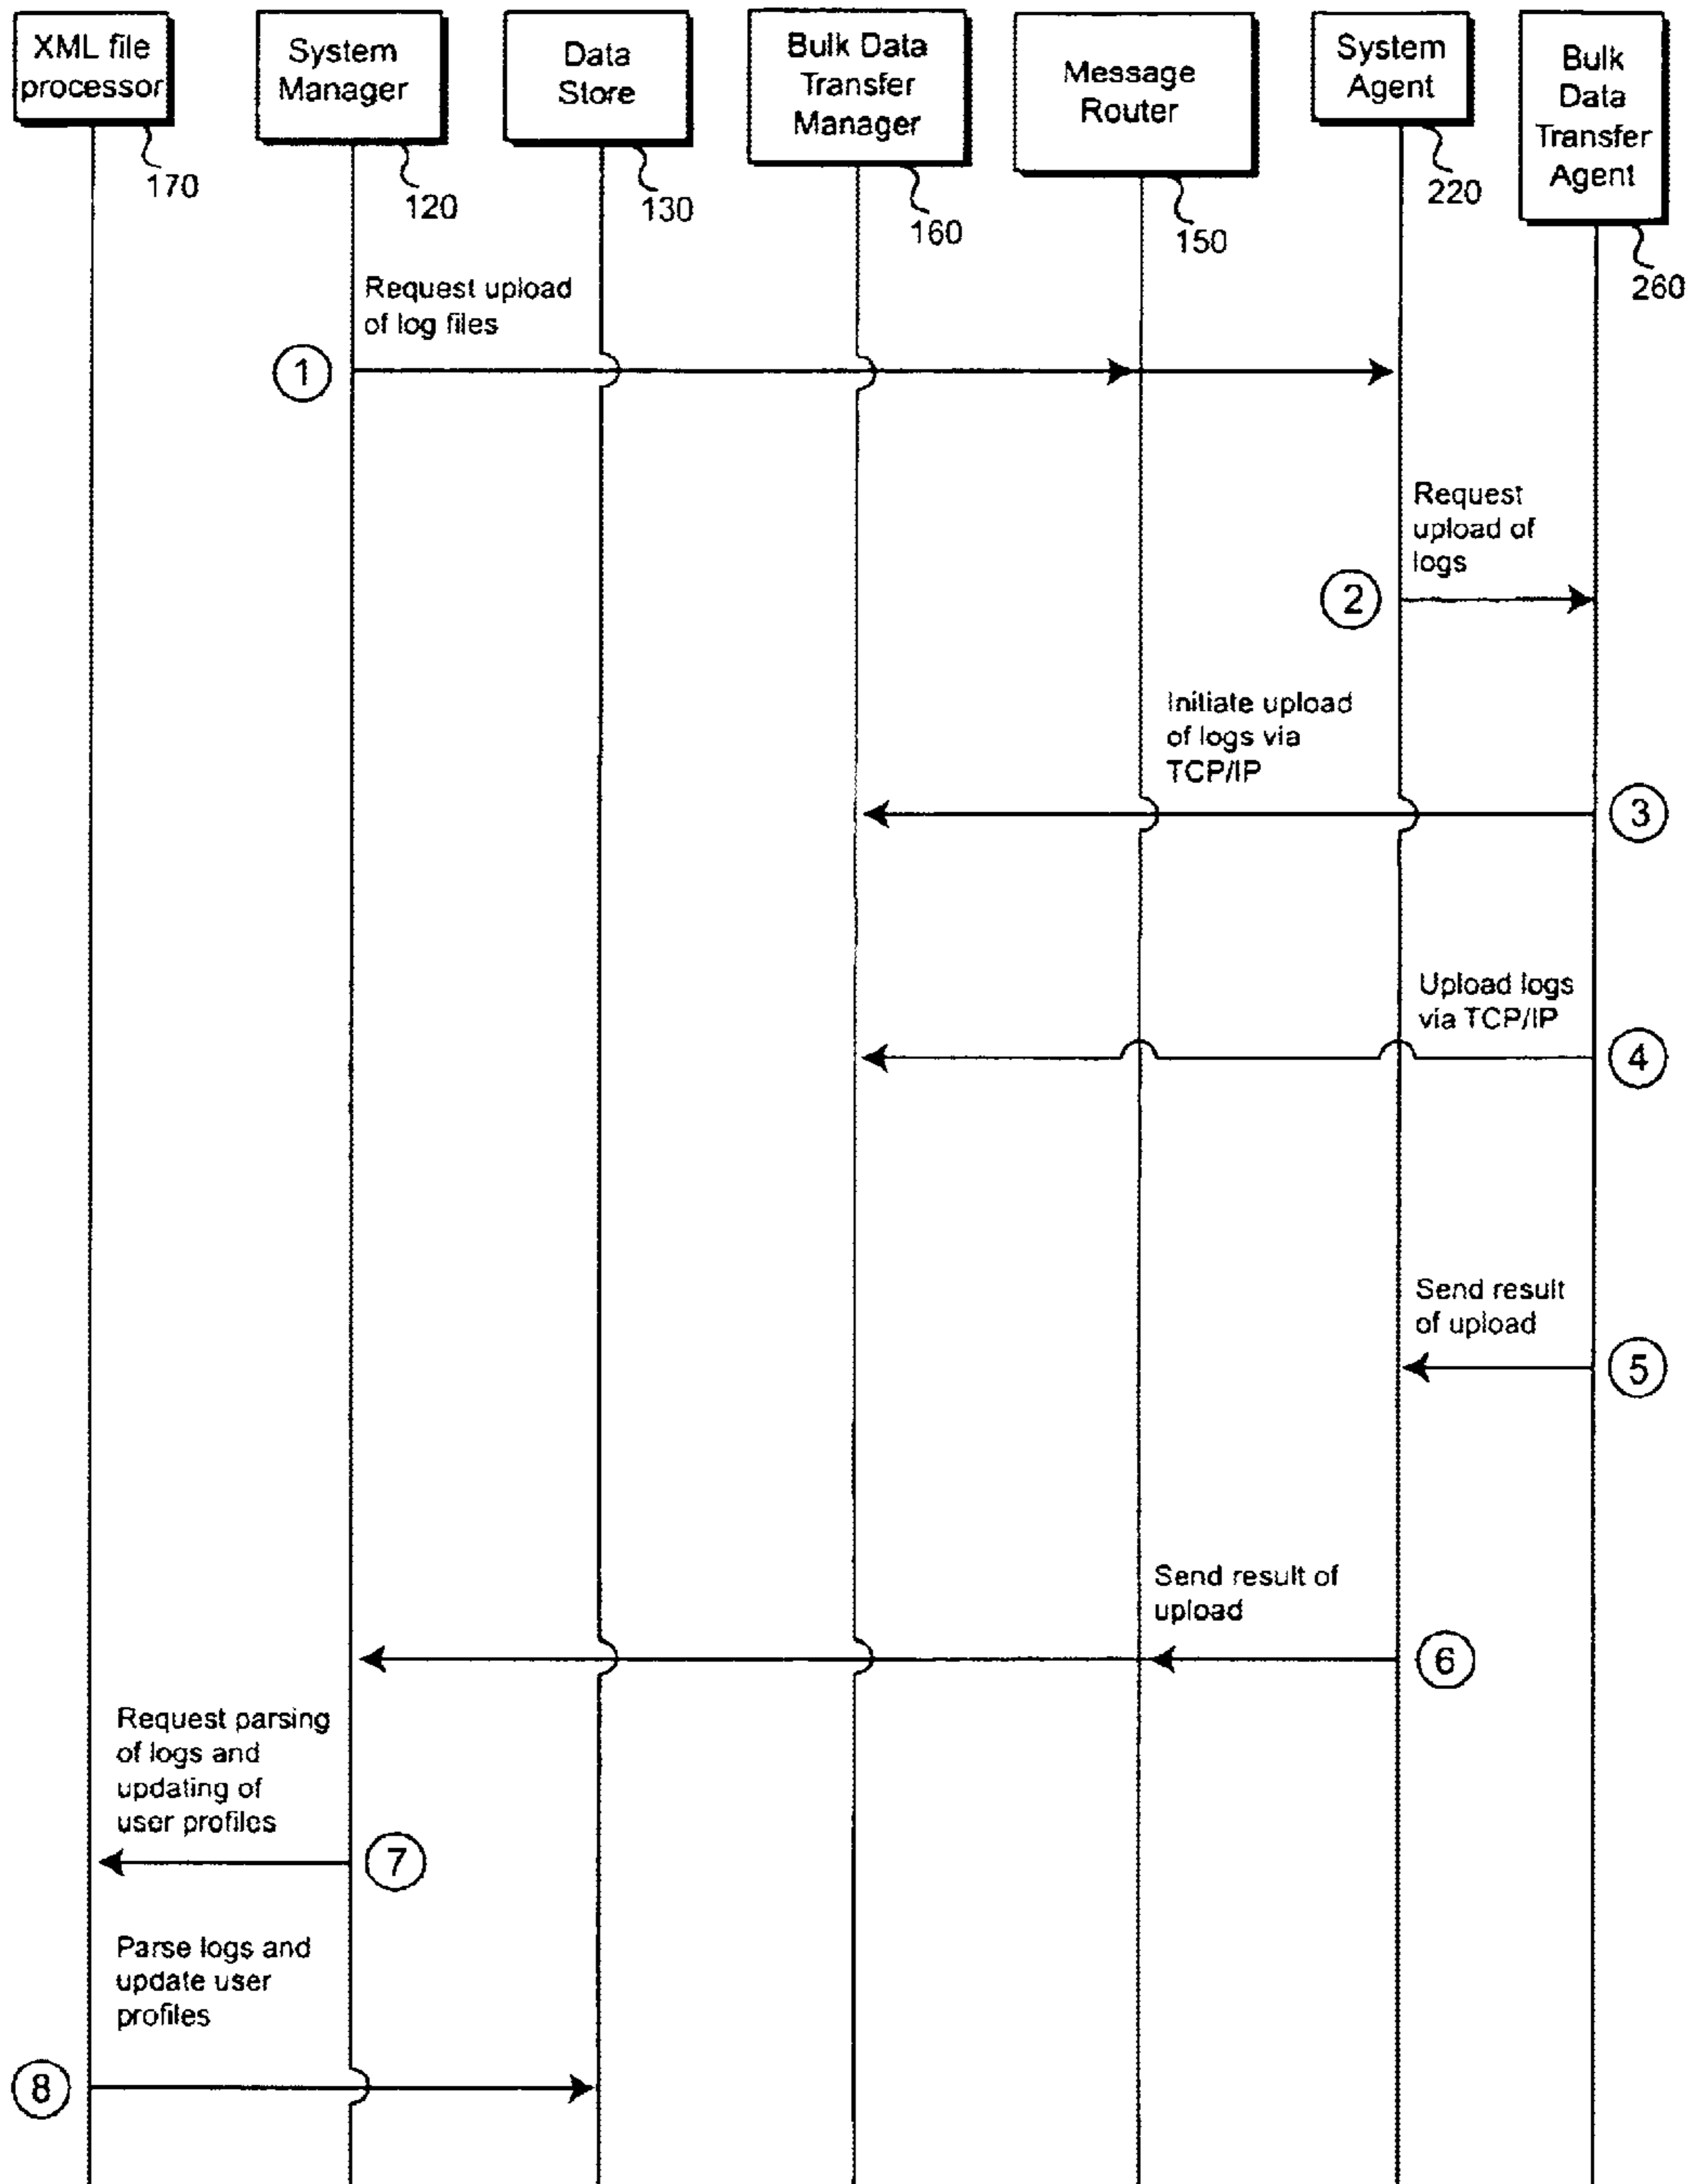 XML file
processor
System
Manager
Data
Store
Bulk Data
Transfer
Manager
Message
Router
System
Agent
Bulk
Data
Transfer
Agent
170
120
130
160
150
220
260
Request upload
of log files
1
Request
upload of
logs
2
Initiate upload
of logs via
TCP/IP
3
Upload logs
via TCP/IP
4
Send result
of upload
5
Send result of
upload
6
Request parsing
of logs and
updating of
user profiles
7
Parse logs and
update user
profiles
8